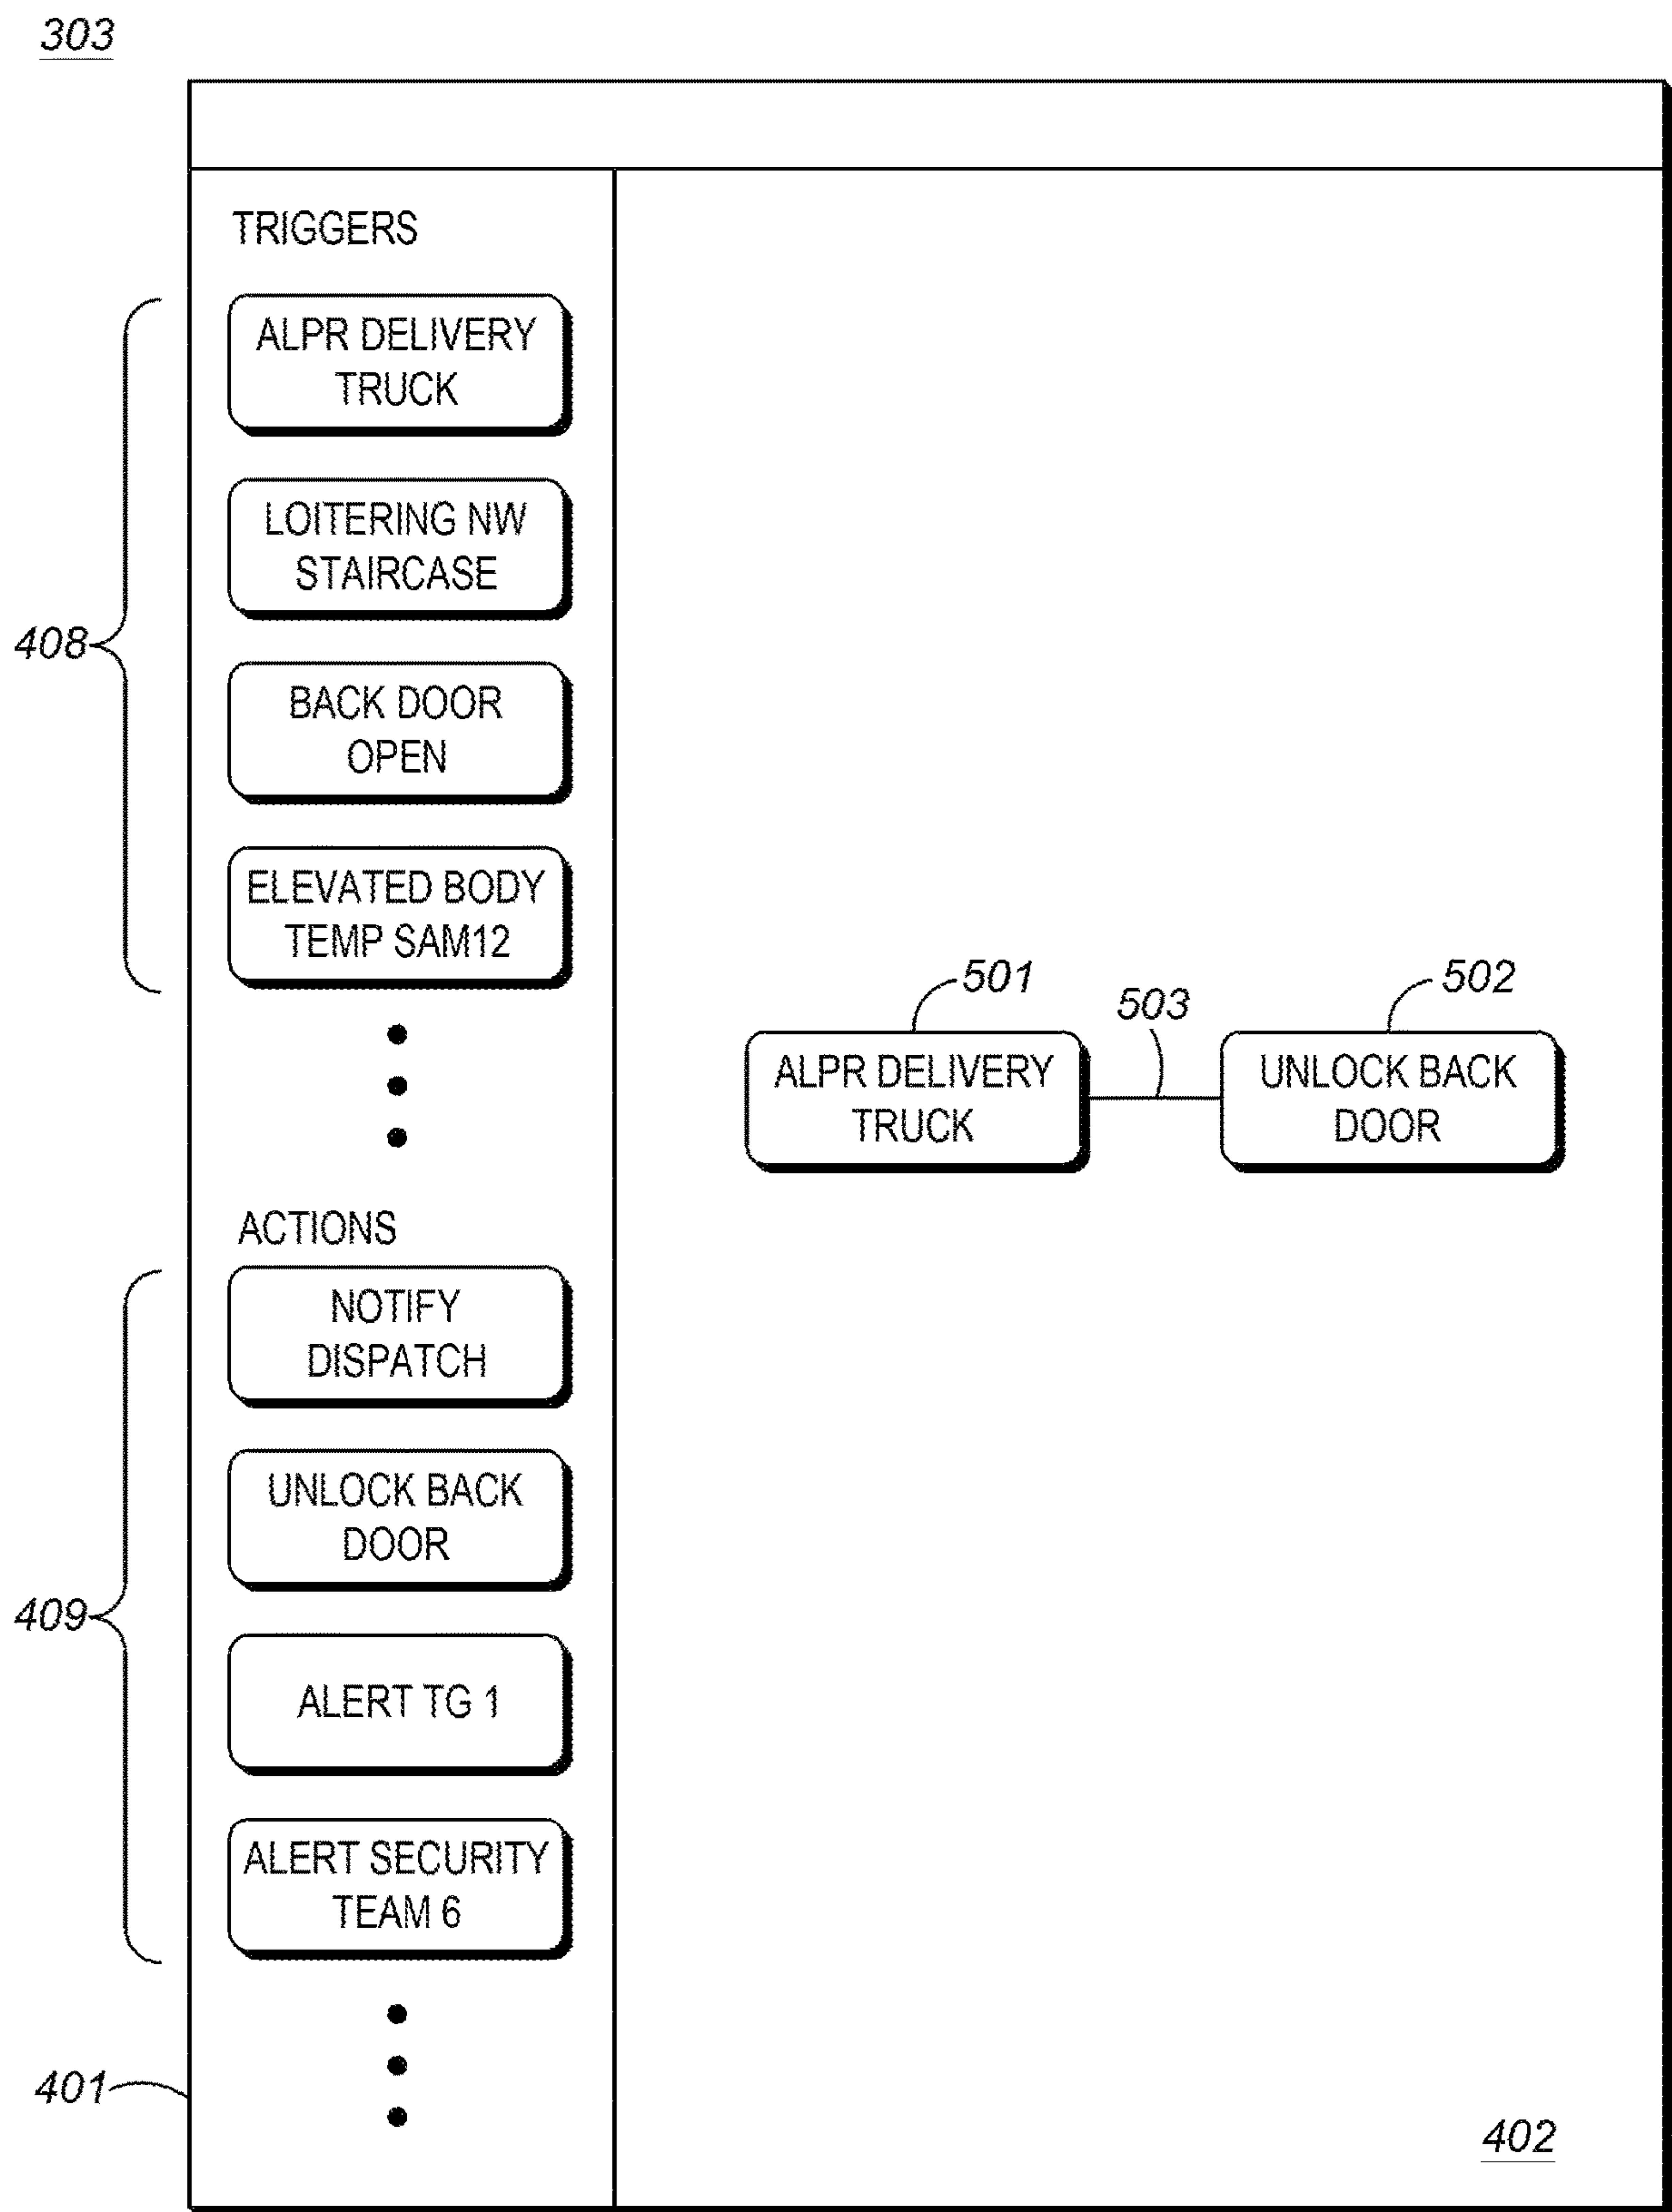 303
TRIGGERS
ALPR DELIVERY
TRUCK
LOITERING NW
STAIRCASE
408
BACK DOOR
OPEN
ELEVATED BODY
TEMP SAM12
501
502
503
ALPR DELIVERY
TRUCK
UNLOCK BACK
DOOR
ACTIONS
NOTIFY
DISPATCH
UNLOCK BACK
DOOR
409
ALERT TG 1
ALERT SECURITY
TEAM 6
401
402